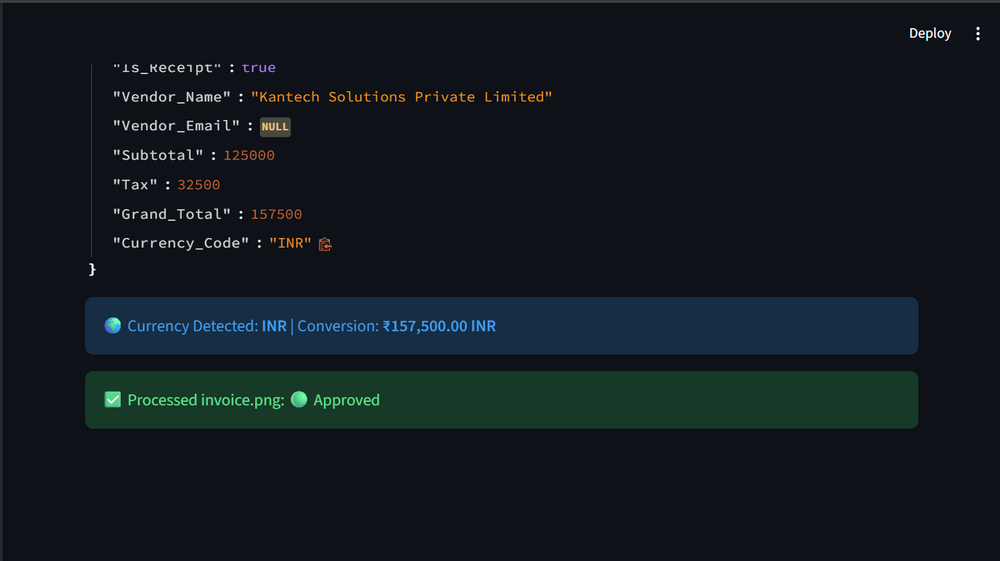 Deploy
"Is_Receipt" : true
"Vendor_Name" : "Kantech Solutions Private Limited"
"Vendor_Email" : NULL
"Subtotal" : 125000
"Tax" : 32500
"Grand_Total" : 157500
"Currency_Code" : "INR"
}
Currency Detected: INR | Conversion: ₹157,500.00 INR
Processed invoice.png: Approved